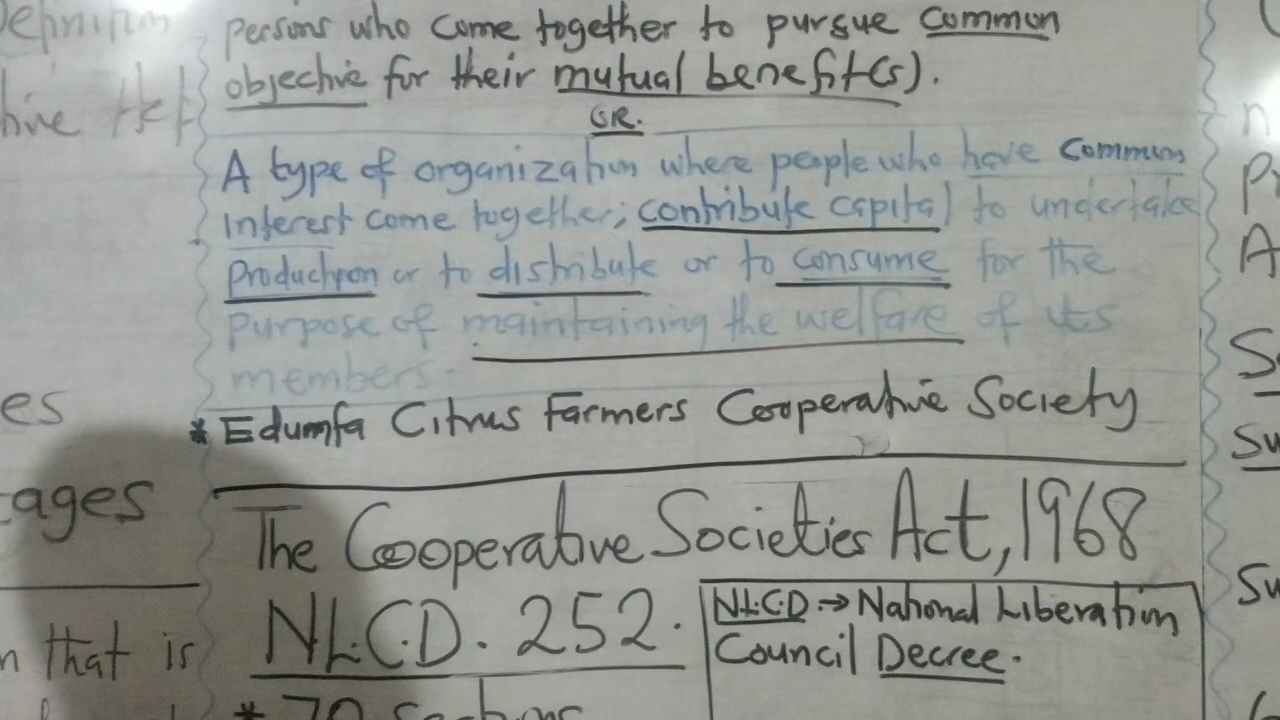 persons who come together to pursue common
objective for their mutual benefit(s).
OR.
A type of organization where people who have common
interest come together; contribute capital to undertake
production or to distribute or to consume for the
purpose of maintaining the welfare of its
members.
* Edumfa Citrus Farmers Cooperative Society
The Cooperative Societies Act, 1968
N.L.C.D. 252.
N.L.C.D → National Liberation
Council Decree.
* 70 sections
es
ages
n that is